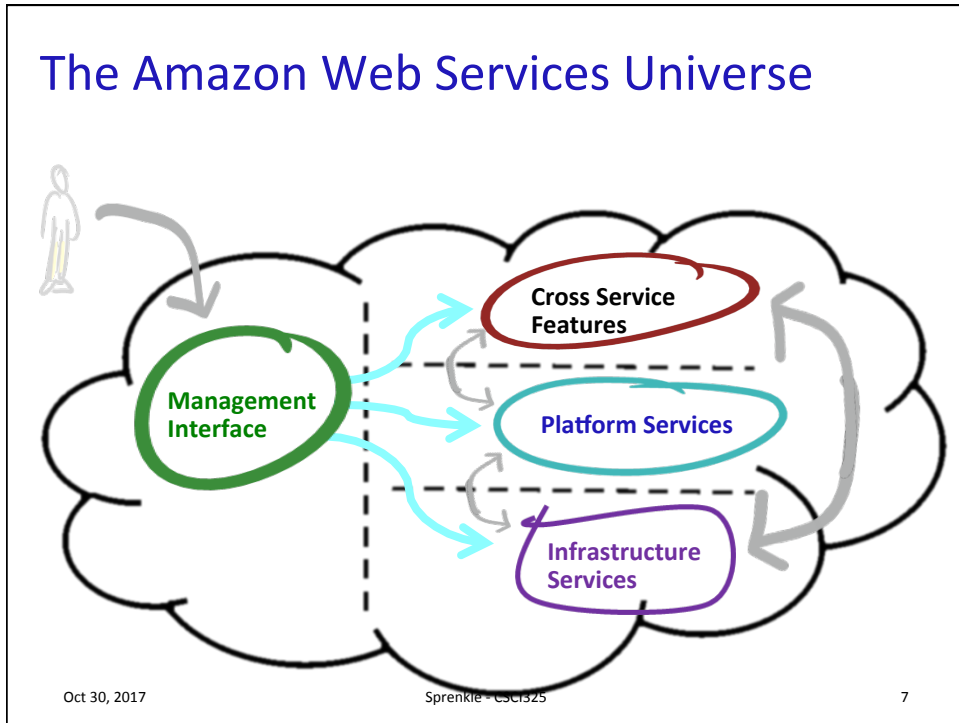 The Amazon Web Services Universe
Cross Service
Features
Management
Interface
Platform Services
Infrastructure
Services
Oct 30, 2017
Sprenkle - CSCI325
7